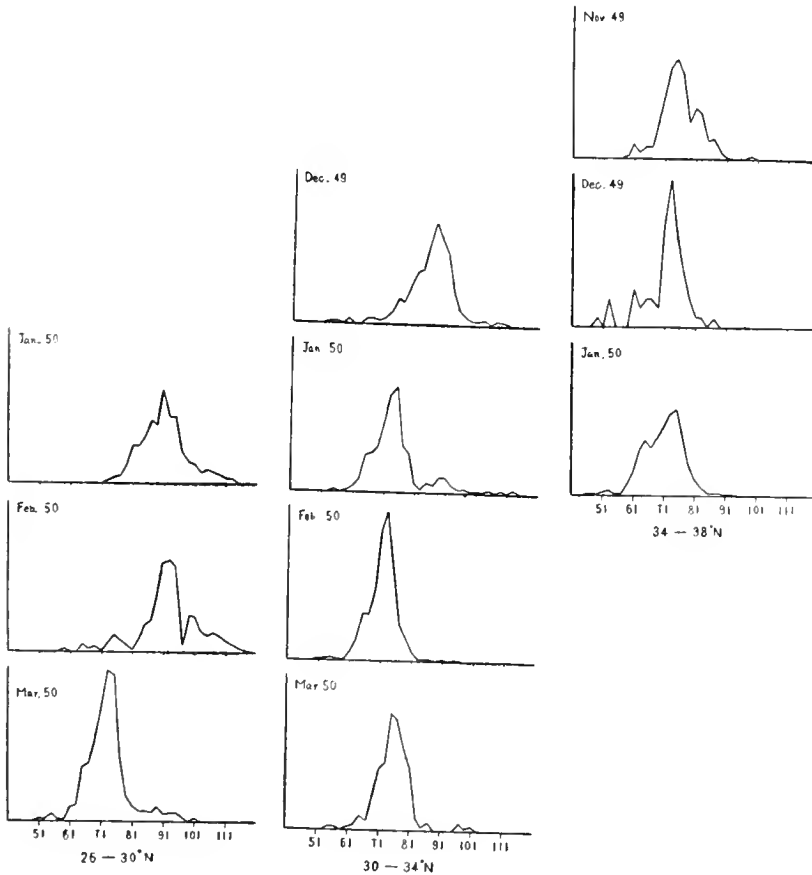 Nov 49
Dec. 49
Dec. 49
Jan. 50
Jan 50
Jan, 50
51 61 71 81 91 101 111
34 — 38°N
Feb. 50
Feb 50
Mar, 50
Mar 50
51 61 71 81 91 101 111
26 — 30°N
51 61 71 81 91 101 111
30 — 34°N